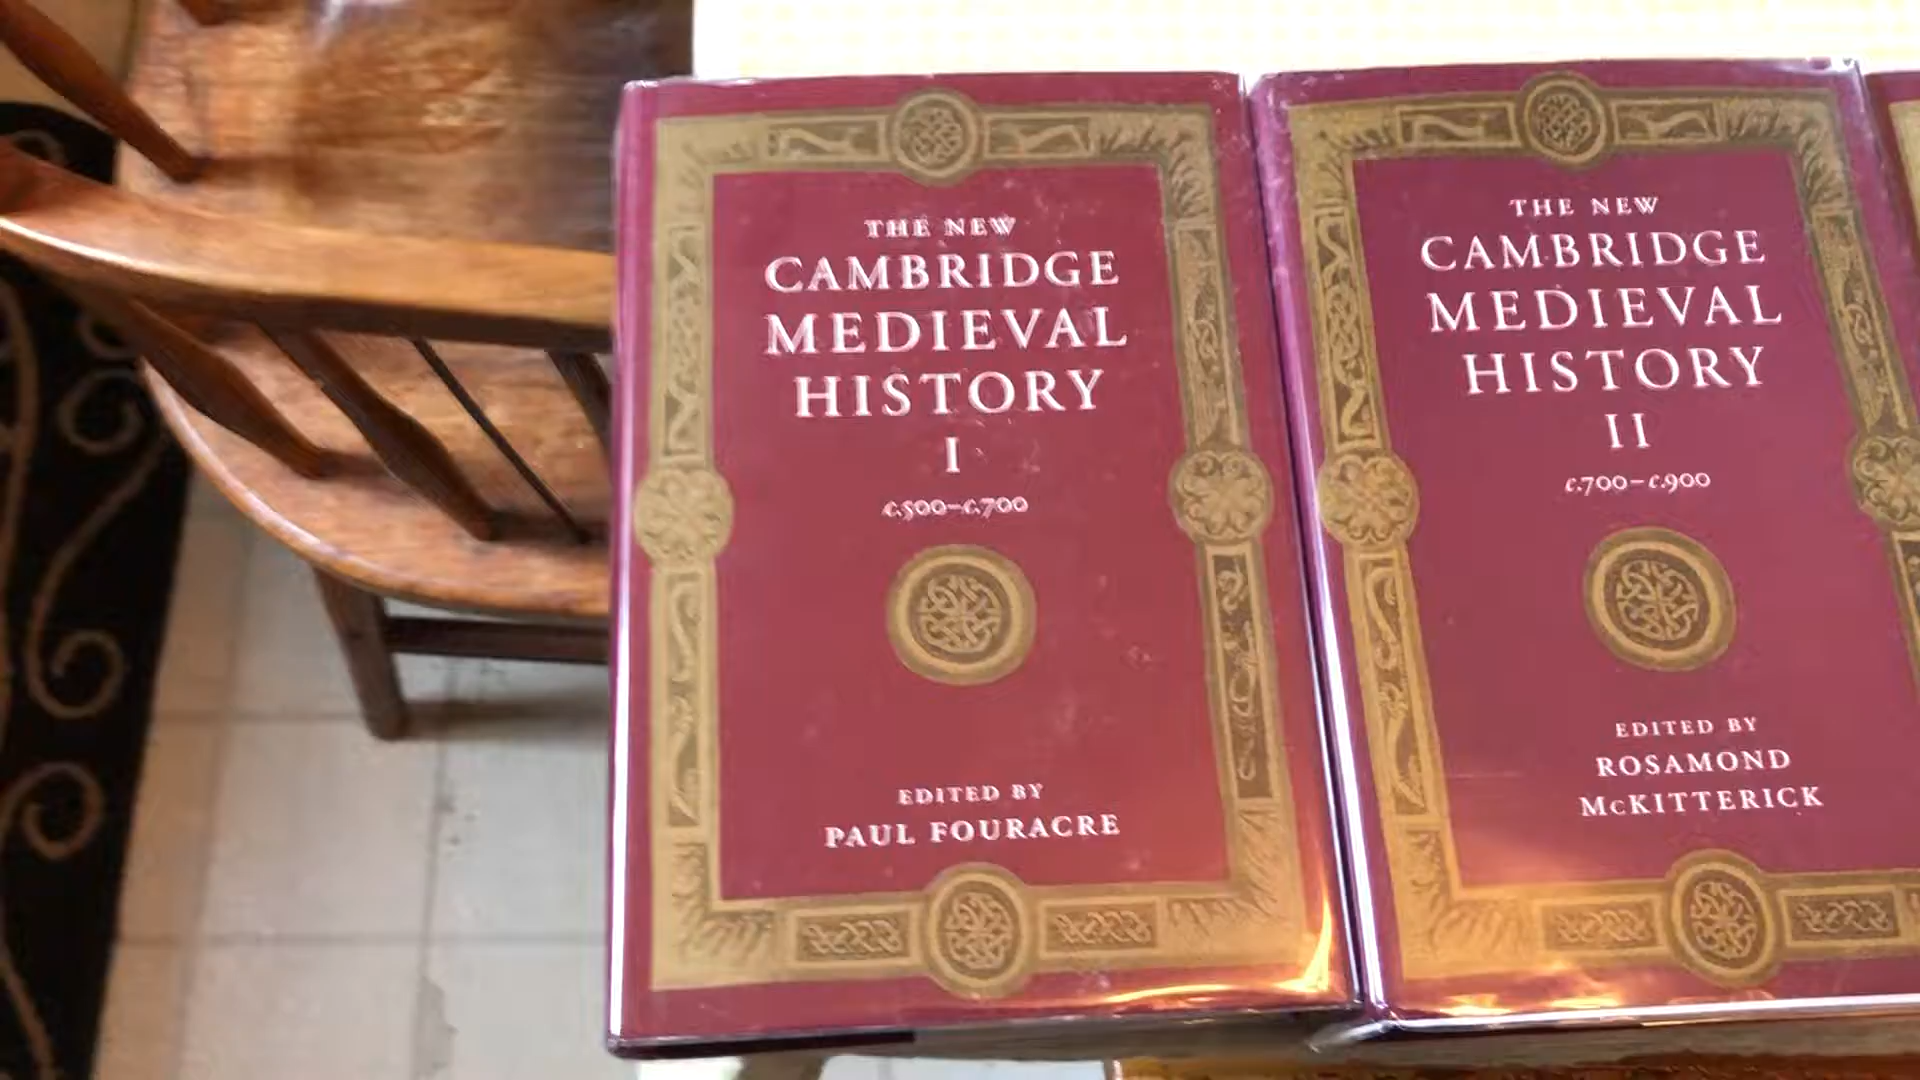 THE NEW
CAMBRIDGE
MEDIEVAL
HISTORY
I
c.500–c.700
EDITED BY
PAUL FOURACRE
THE NEW
CAMBRIDGE
MEDIEVAL
HISTORY
II
c.700–c.900
EDITED BY
ROSAMOND
McKITTERICK